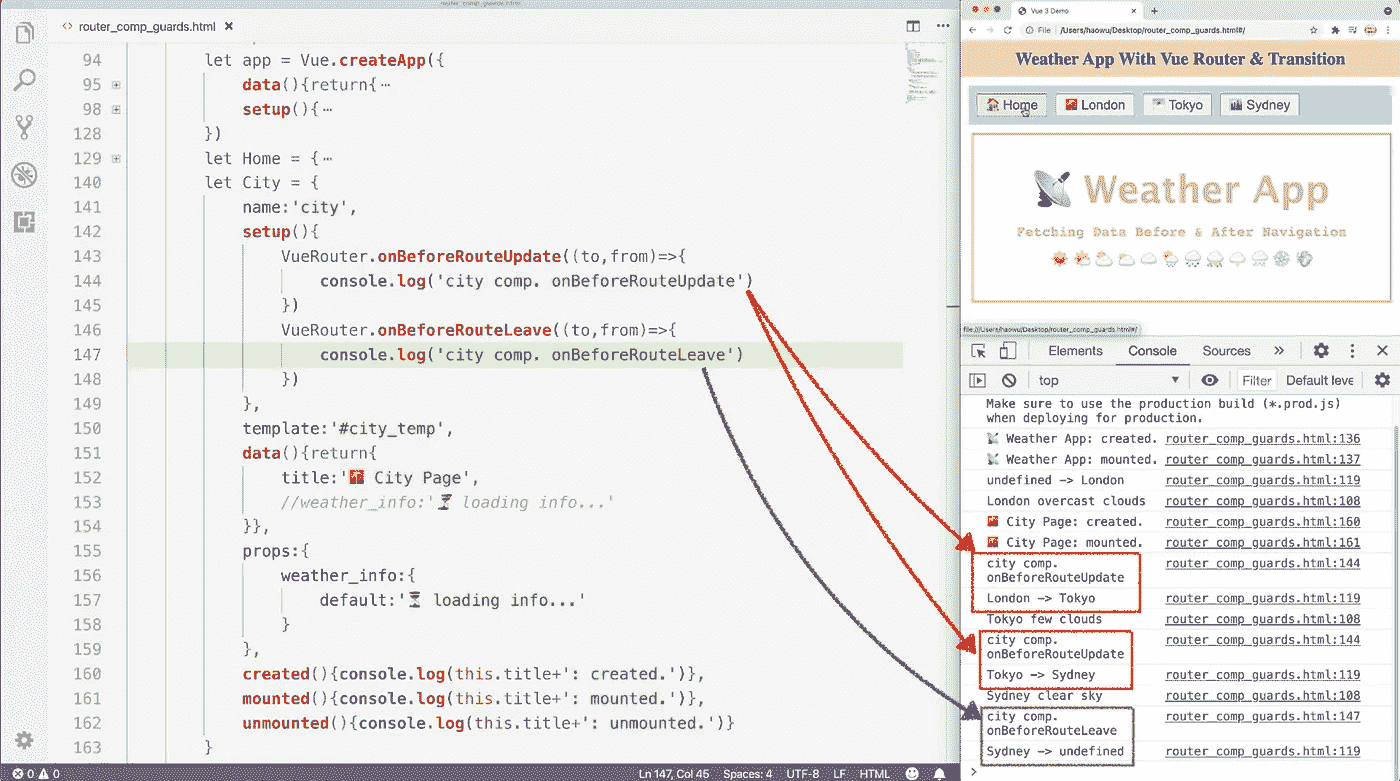 router_comp_guards.html
router_comp_guards.html
94 let app = Vue.createApp({
95 data(){return{⋯
98 setup(){⋯
128 })
129 let Home = {⋯
140 let City = {
141 name:'city',
142 setup(){
143 VueRouter.onBeforeRouteUpdate((to,from)=>{
144 console.log('city comp. onBeforeRouteUpdate')
145 })
146 VueRouter.onBeforeRouteLeave((to,from)=>{
147 console.log('city comp. onBeforeRouteLeave')
148 })
149 },
150 template:'#city_temp',
151 data(){return{
152 title:'🌇 City Page',
153 //weather_info:'⏳ loading info...'
154 }},
155 props:{
156 weather_info:{
157 default:'⏳ loading info...'
158 }
159 },
160 created(){console.log(this.title+': created.')},
161 mounted(){console.log(this.title+': mounted.')},
162 unmounted(){console.log(this.title+': unmounted.')}
163 }
0 0
Ln 147, Col 45 Spaces: 4 UTF-8 LF HTML
Vue 3 Demo
File /Users/haowu/Desktop/router_comp_guards.html#/
Weather App With Vue Router & Transition
Home London Tokyo Sydney
Weather App
Fetching Data Before & After Navigation
file:///Users/haowu/Desktop/router_comp_guards.html#/
Elements Console Sources »
top Filter Default leve
Make sure to use the production build (*.prod.js)
when deploying for production.
📡 Weather App: created. router_comp_guards.html:136
📡 Weather App: mounted. router_comp_guards.html:137
undefined -> London router_comp_guards.html:119
London overcast clouds router_comp_guards.html:108
🌇 City Page: created. router_comp_guards.html:160
🌇 City Page: mounted. router_comp_guards.html:161
city comp. router_comp_guards.html:144
onBeforeRouteUpdate
London -> Tokyo router_comp_guards.html:119
Tokyo few clouds router_comp_guards.html:108
city comp. router_comp_guards.html:144
onBeforeRouteUpdate
Tokyo -> Sydney router_comp_guards.html:119
Sydney clear sky router_comp_guards.html:108
city comp. router_comp_guards.html:147
onBeforeRouteLeave
Sydney -> undefined router_comp_guards.html:119
>